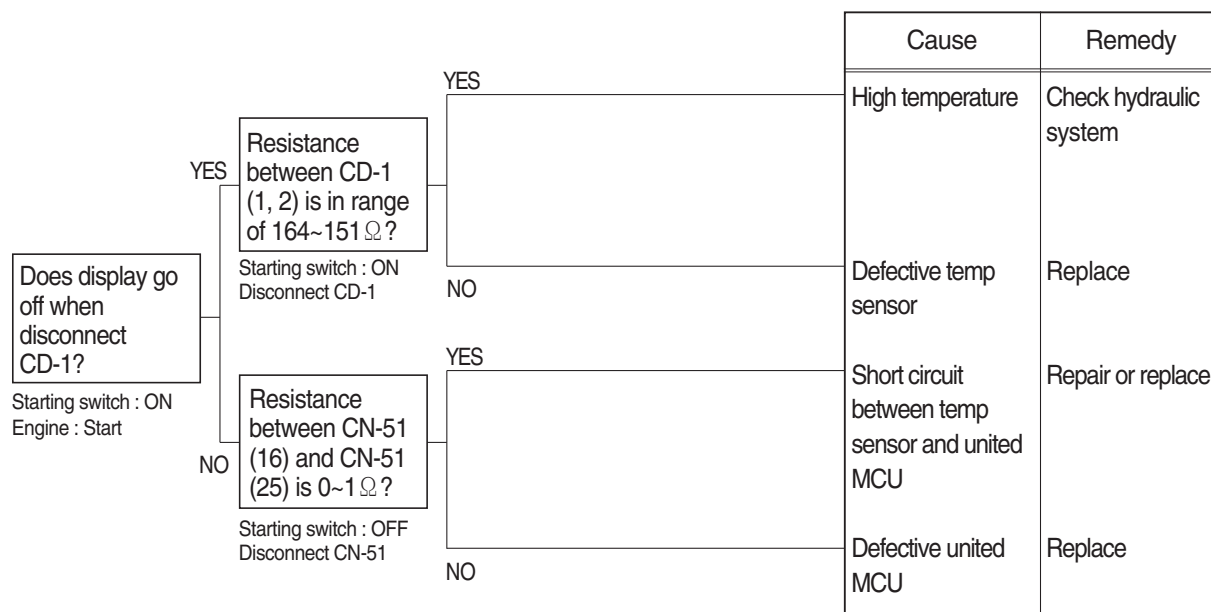 Cause
Remedy
YES
High temperature
Check hydraulic
system
Resistance
between CD-1
(1, 2) is in range
of 164~151Ω?
YES
Starting switch : ON
Disconnect CD-1
NO
Defective temp
sensor
Replace
Does display go
off when
disconnect
CD-1?
Starting switch : ON
Engine : Start
YES
Short circuit
between temp
sensor and united
MCU
Repair or replace
Resistance
between CN-51
(16) and CN-51
(25) is 0~1Ω?
NO
Starting switch : OFF
Disconnect CN-51
NO
Defective united
MCU
Replace